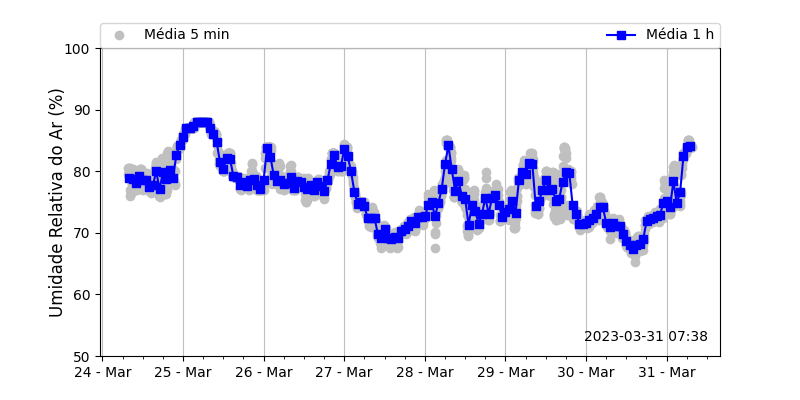 Média 5 min
Média 1 h
Umidade Relativa do Ar (%)
100
90
80
70
60
50
2023-03-31 07:38
24 - Mar
25 - Mar
26 - Mar
27 - Mar
28 - Mar
29 - Mar
30 - Mar
31 - Mar